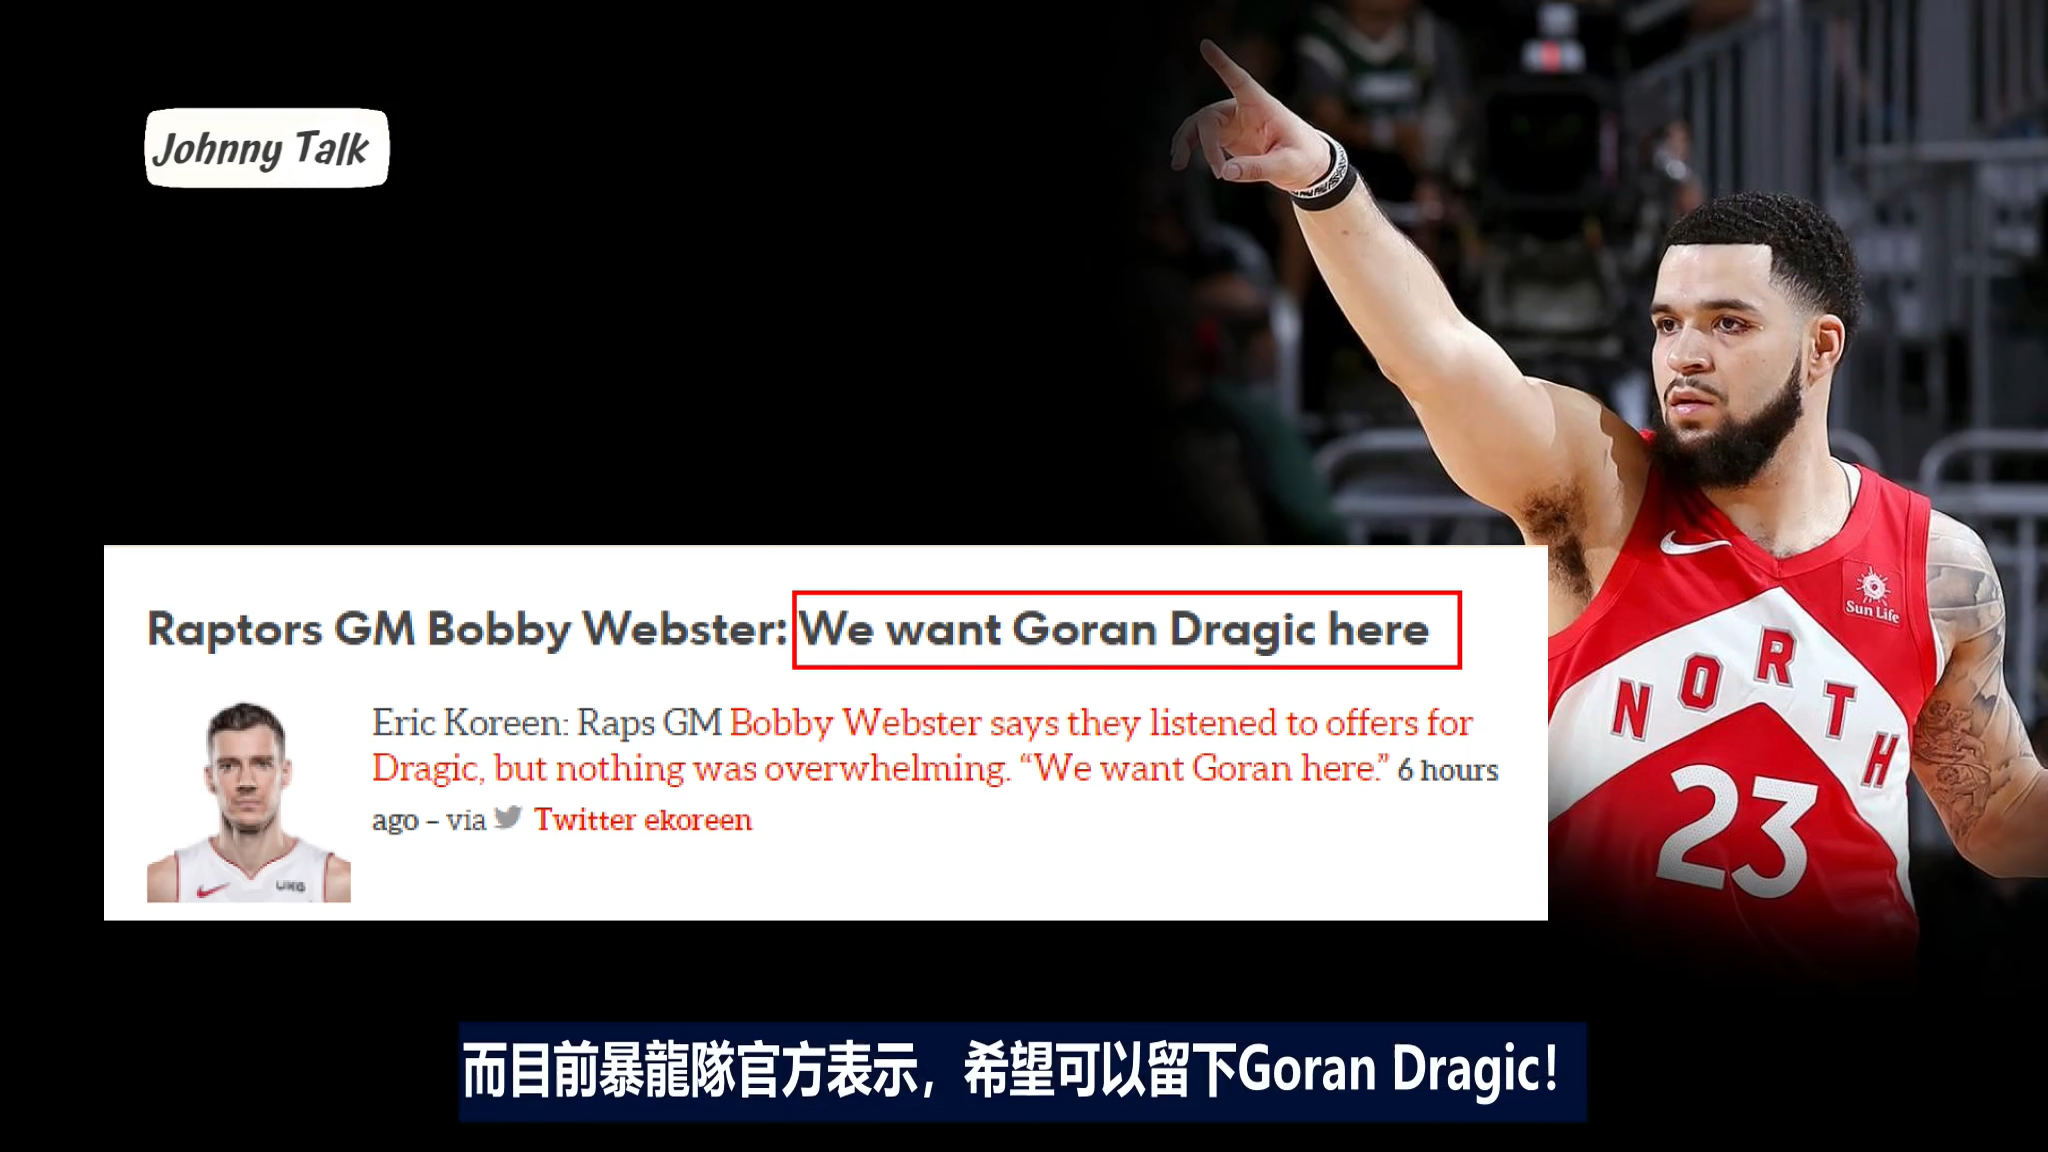 Johnny Talk
Sun Life
NORTH
23
Raptors GM Bobby Webster: We want Goran Dragic here
Eric Koreen: Raps GM Bobby Webster says they listened to offers for
Dragic, but nothing was overwhelming. “We want Goran here.” 6 hours
ago – via Twitter ekoreen
而目前暴龍隊官方表示，希望可以留下Goran Dragic！